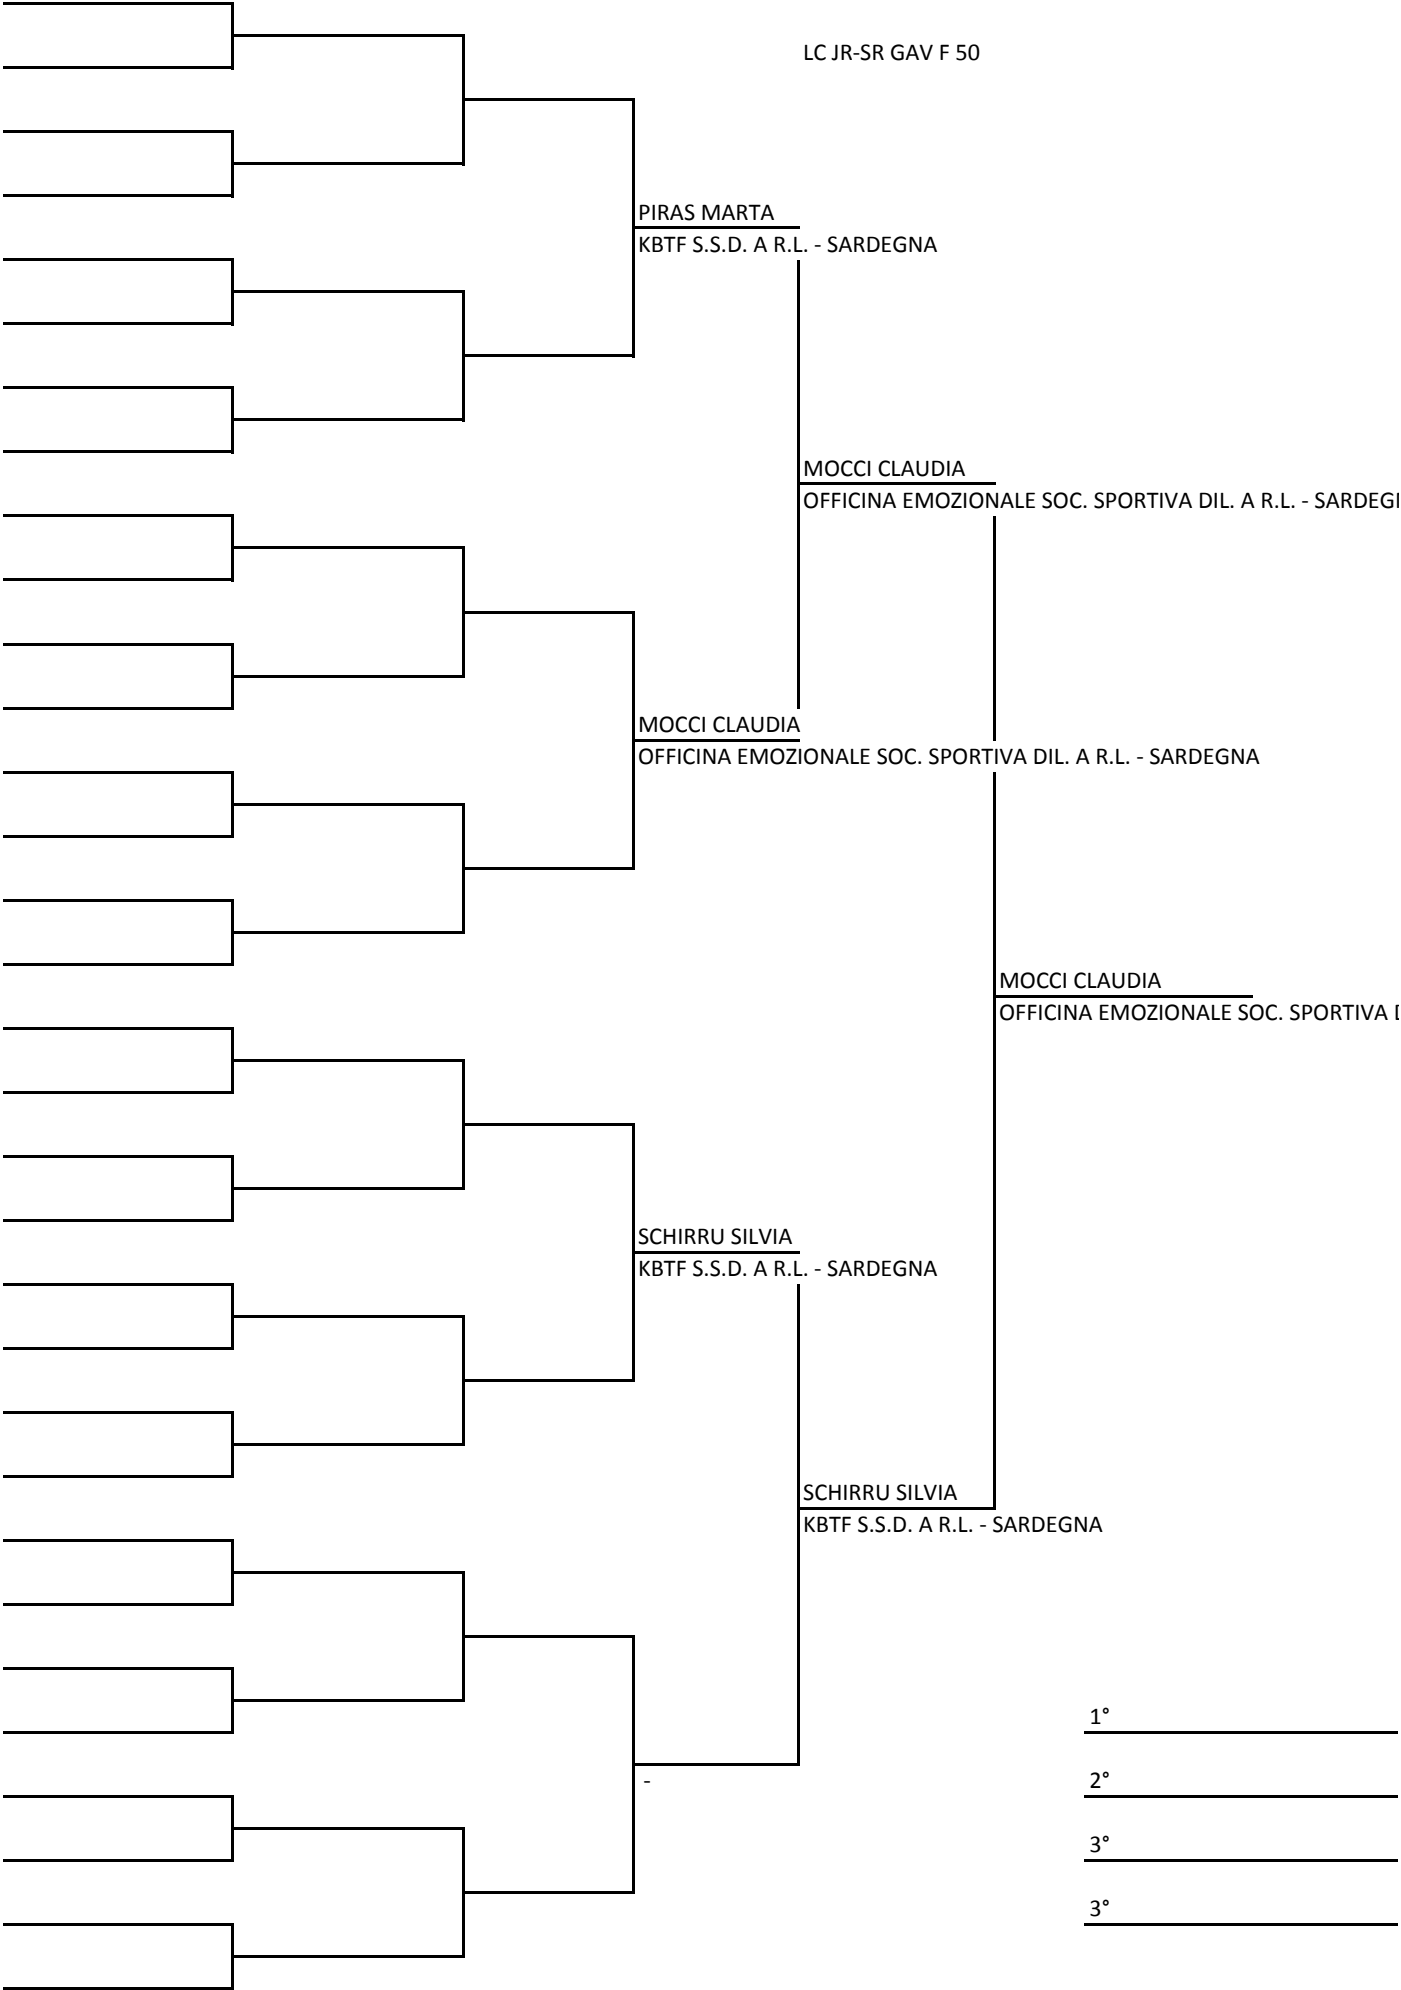 LC JR-SR GAV F 50
PIRAS MARTA
KBTF S.S.D. A R.L. - SARDEGNA
MOCCI CLAUDIA
OFFICINA EMOZIONALE SOC. SPORTIVA DIL. A R.L. - SARDEG
MOCCI CLAUDIA
OFFICINA EMOZIONALE SOC. SPORTIVA DIL. A R.L. - SARDEGNA
MOCCI CLAUDIA
OFFICINA EMOZIONALE SOC. SPORTIVA
SCHIRRU SILVIA
KBTF S.S.D. A R.L. - SARDEGNA
SCHIRRU SILVIA
KBTF S.S.D. A R.L. - SARDEGNA
1°
-
2°
3°
3°